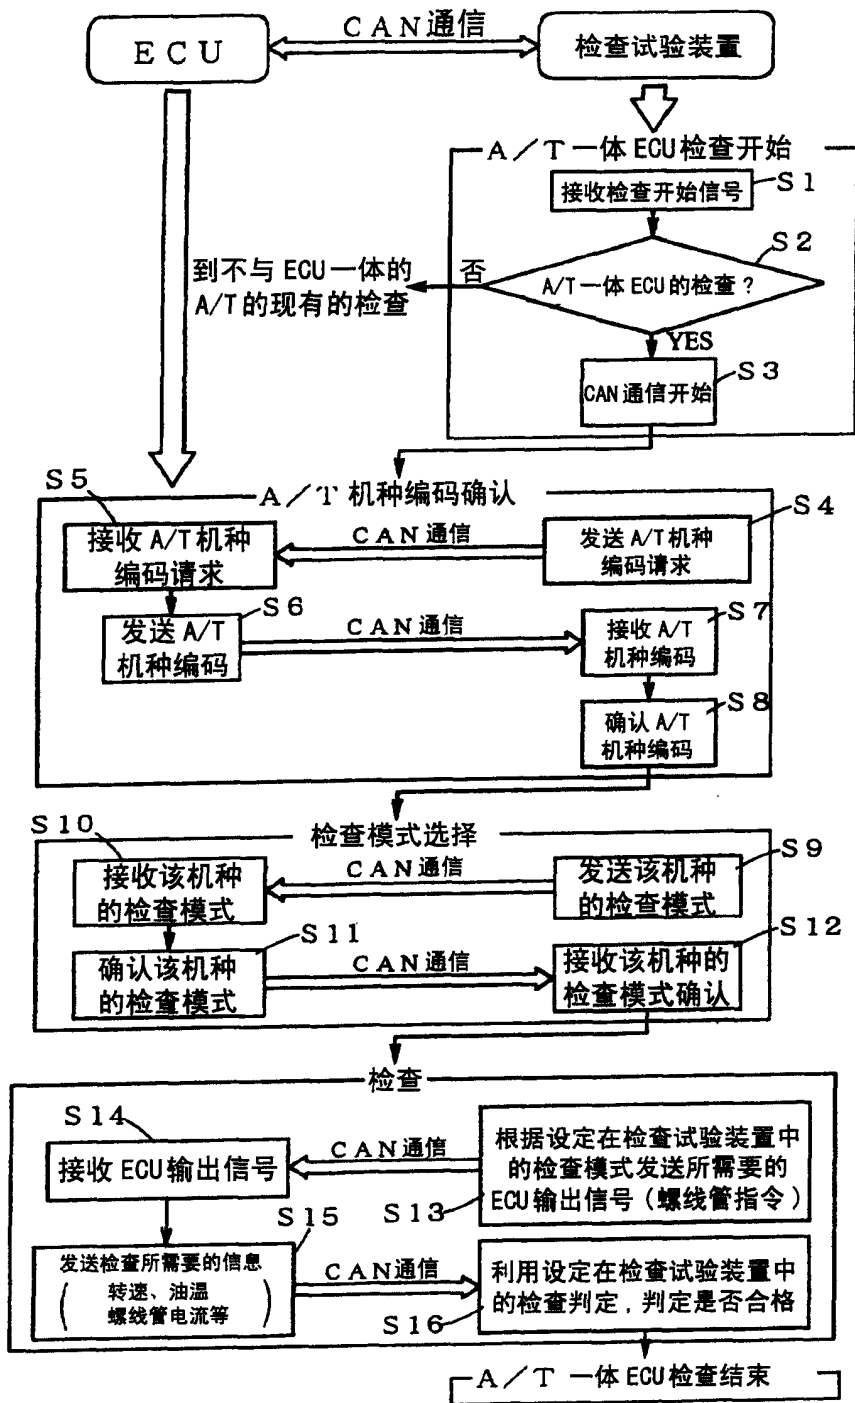 CAN通信
ECU
检查试验装置
A/T一体ECU检查开始
接收检查开始信号
S1
S2
A/T一体ECU的检查?
否
到不与ECU一体的
A/T的现有的检查
YES
CAN通信开始
S3
A/T机种编码确认
S5
接收A/T机种
编码请求
CAN通信
发送A/T机种
编码请求
S4
S6
发送A/T
机种编码
CAN通信
接收A/T
机种编码
S7
确认A/T
机种编码
S8
检查模式选择
S10
接收该机种
的检查模式
CAN通信
发送该机种
的检查模式
S9
S11
确认该机种
的检查模式
CAN通信
接收该机种的
检查模式确认
S12
检查
S14
接收ECU输出信号
CAN通信
根据设定在检查试验装置中
的检查模式发送所需要的
ECU输出信号(螺线管指令)
S13
S15
发送检查所需要的信息
(转速、油温
螺线管电流等)
CAN通信
利用设定在检查试验装置中
的检查判定,判定是否合格
S16
A/T一体ECU检查结束